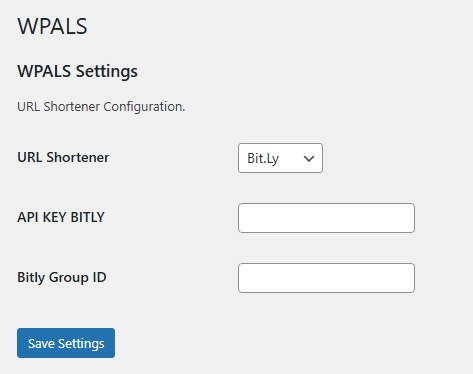 WPALS
WPALS Settings
URL Shortener Configuration.
URL Shortener
Bit.Ly
API KEY BITLY
Bitly Group ID
Save Settings